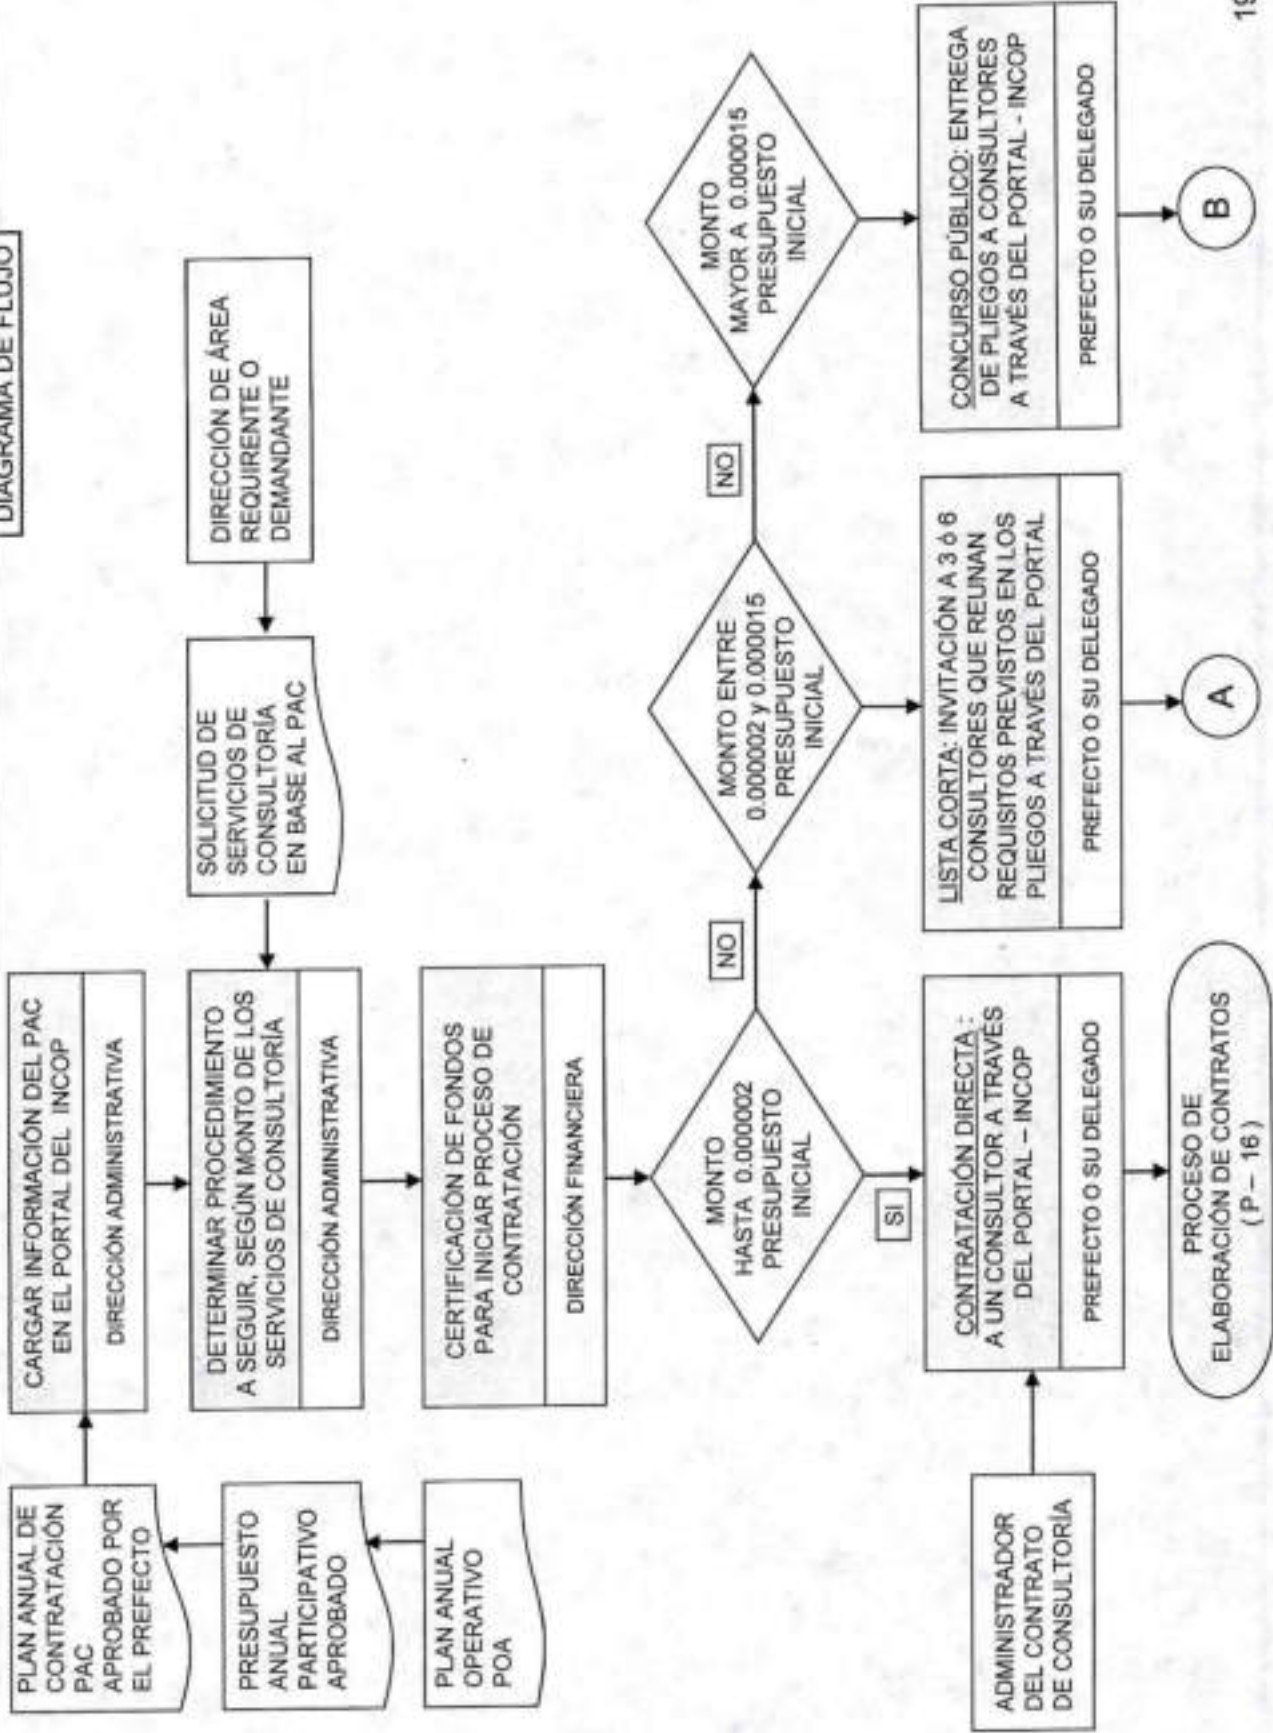 DIAGRAMA DE FLUJO
PLAN ANUAL DE
CONTRATACIÓN
PAC
APROBADO POR
EL PREFECTO
CARGAR INFORMACIÓN DEL PAC
EN EL PORTAL DEL INCOP
DIRECCIÓN ADMINISTRATIVA
PRESUPUESTO
ANUAL
PARTICIPATIVO
APROBADO
DETERMINAR PROCEDIMIENTO
A SEGUIR, SEGÚN MONTO DE LOS
SERVICIOS DE CONSULTORÍA
DIRECCIÓN ADMINISTRATIVA
SOLICITUD DE
SERVICIOS DE
CONSULTORÍA
EN BASE AL PAC
DIRECCIÓN DE ÁREA
REQUIRENTE O
DEMANDANTE
PLAN ANUAL
OPERATIVO
POA
CERTIFICACIÓN DE FONDOS
PARA INICIAR PROCESO DE
CONTRATACIÓN
DIRECCIÓN FINANCIERA
MONTO
HASTA 0.000002
PRESUPUESTO
INICIAL
NO
MONTO ENTRE
0.000002 y 0.000015
PRESUPUESTO
INICIAL
NO
MONTO
MAYOR A 0.000015
PRESUPUESTO
INICIAL
SI
ADMINISTRADOR
DEL CONTRATO
DE CONSULTORÍA
CONTRATACIÓN DIRECTA :
A UN CONSULTOR A TRAVÉS
DEL PORTAL – INCOP
PREFECTO O SU DELEGADO
LISTA CORTA: INVITACIÓN A 3 ó 6
CONSULTORES QUE REUNAN
REQUISITOS PREVISTOS EN LOS
PLIEGOS A TRAVÉS DEL PORTAL
PREFECTO O SU DELEGADO
CONCURSO PÚBLICO: ENTREGA
DE PLIEGOS A CONSULTORES
A TRAVÉS DEL PORTAL - INCOP
PREFECTO O SU DELEGADO
PROCESO DE
ELABORACIÓN DE CONTRATOS
( P – 16 )
A
B